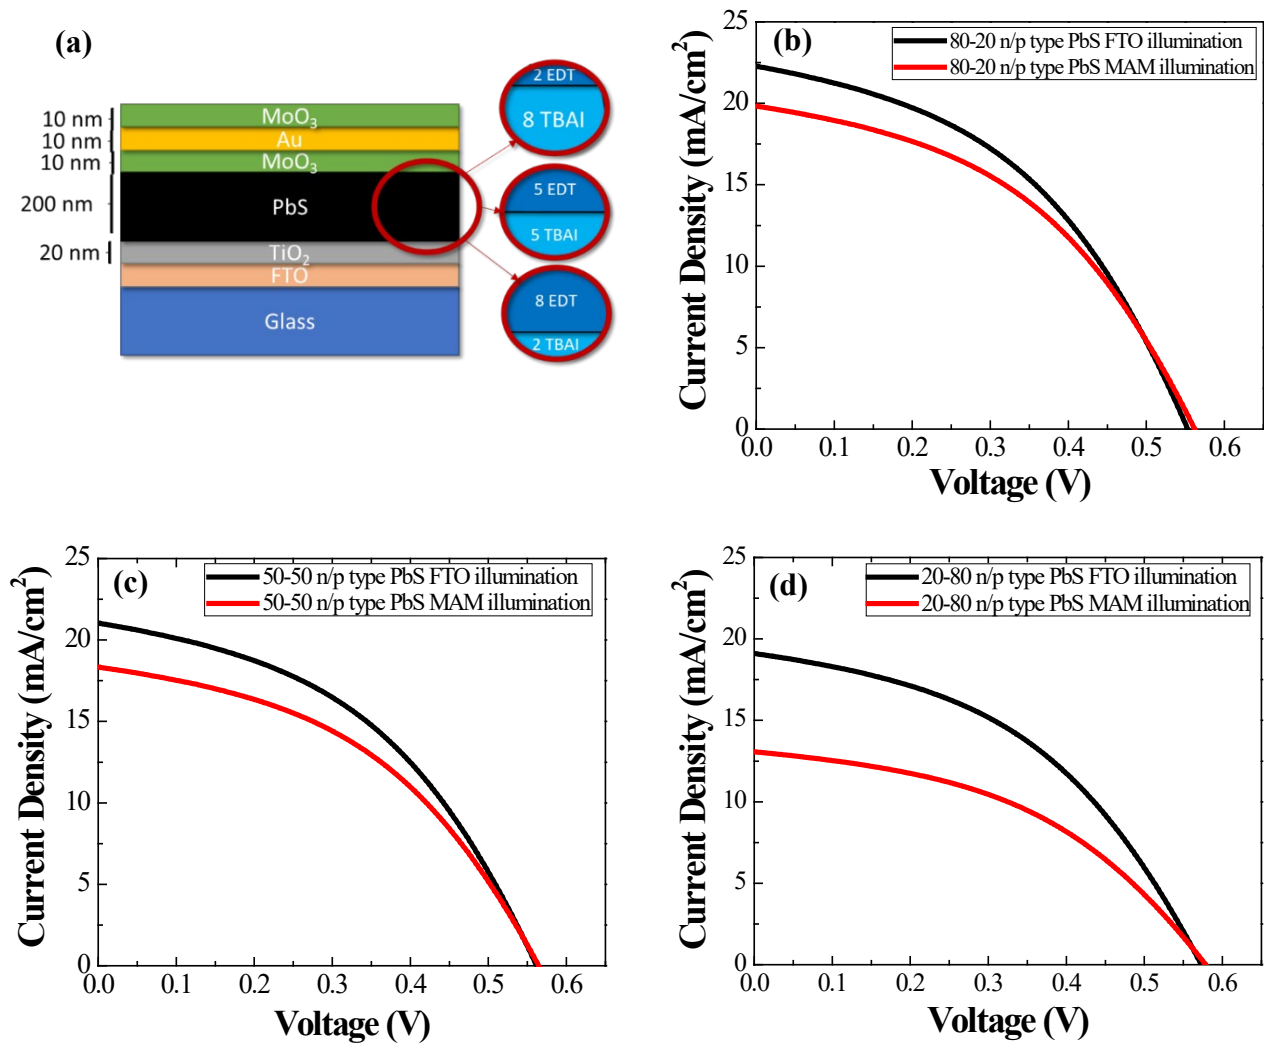 (a)
10 nm
10 nm
10 nm
200 nm
20 nm
MoO₃
Au
MoO₃
PbS
TiO₂
FTO
Glass
2 EDT
8 TBAI
5 EDT
5 TBAI
8 EDT
2 TBAI
(b)
80-20 n/p type PbS FTO illumination
80-20 n/p type PbS MAM illumination
Current Density (mA/cm²)
25
20
15
10
5
0
0.0 0.1 0.2 0.3 0.4 0.5 0.6
Voltage (V)
(c)
50-50 n/p type PbS FTO illumination
50-50 n/p type PbS MAM illumination
Current Density (mA/cm²)
25
20
15
10
5
0
0.0 0.1 0.2 0.3 0.4 0.5 0.6
Voltage (V)
(d)
20-80 n/p type PbS FTO illumination
20-80 n/p type PbS MAM illumination
Current Density (mA/cm²)
25
20
15
10
5
0
0.0 0.1 0.2 0.3 0.4 0.5 0.6
Voltage (V)